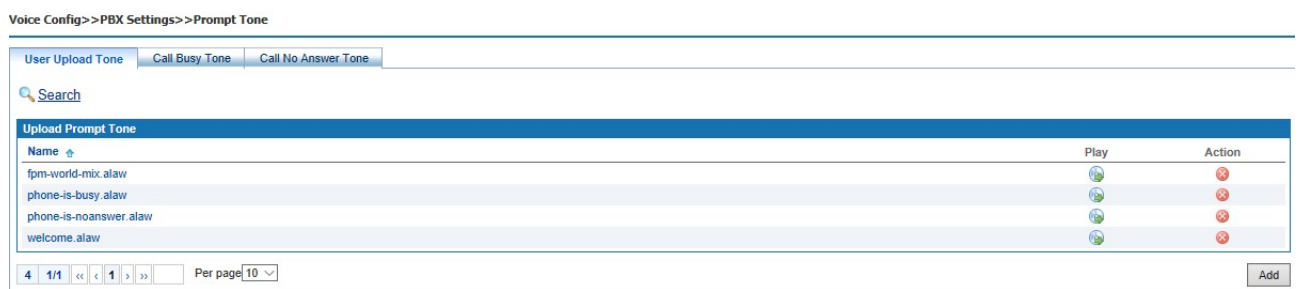 Voice Config>>PBX Settings>>Prompt Tone
User Upload Tone Call Busy Tone Call No Answer Tone
Search
Upload Prompt Tone
Name Play Action
fpm-world-mix.alaw
phone-is-busy.alaw
phone-is-noanswer.alaw
welcome.alaw
4 1/1 ‹‹ ‹ 1 › ›› Per page 10 Add